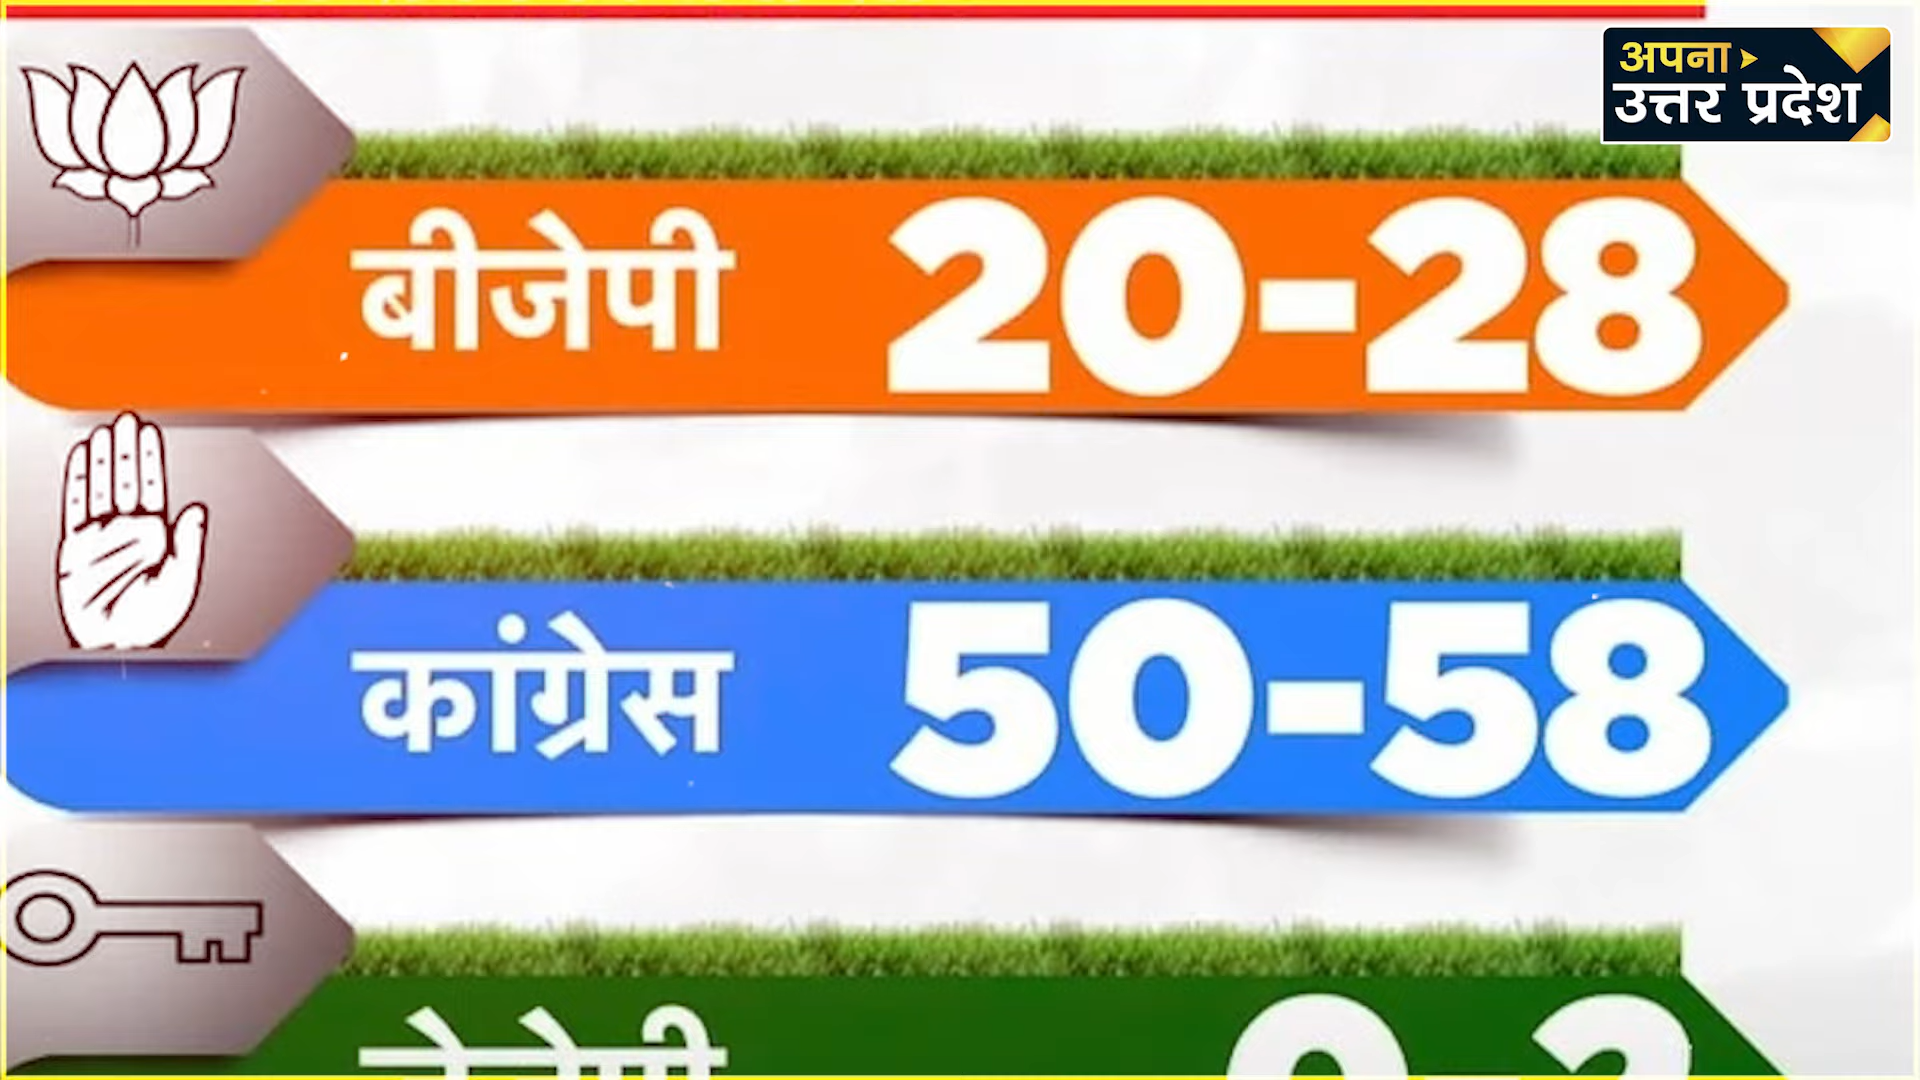 अपना
उत्तर प्रदेश
बीजेपी 20-28
कांग्रेस 50-58